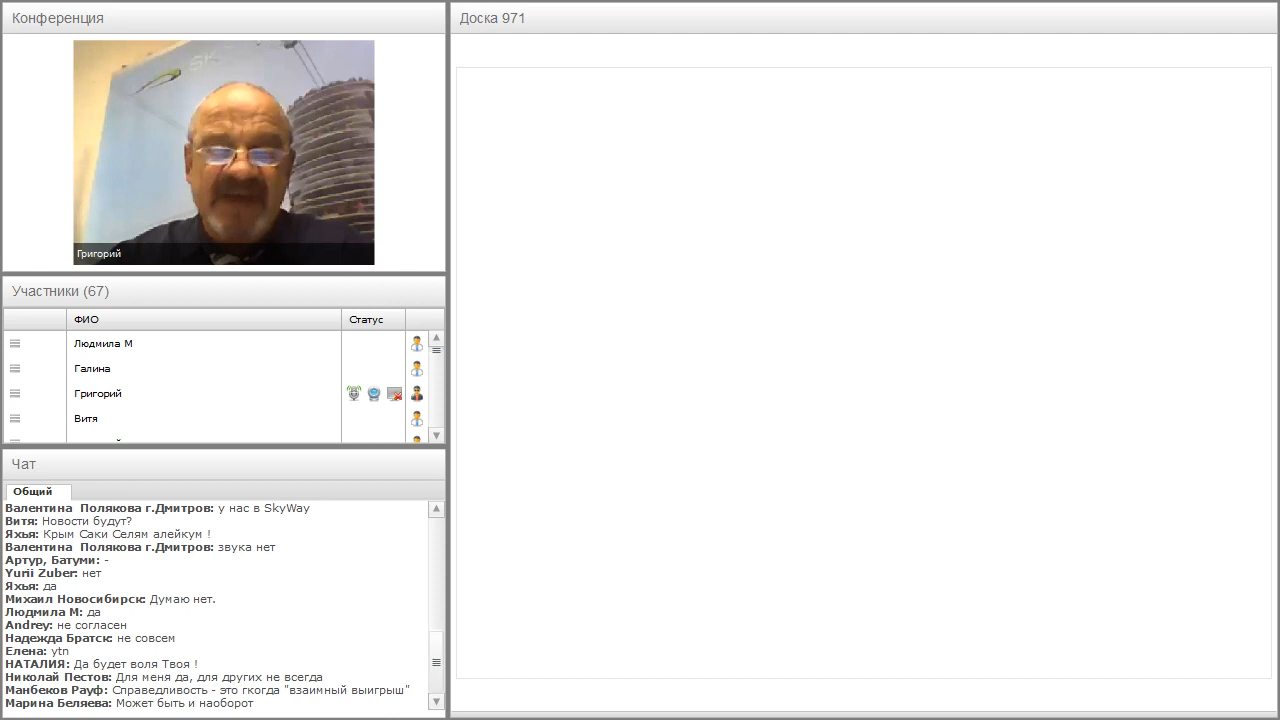 Конференция
Доска 971
SK
Григорий
Участники (67)
ФИО
Статус
Людмила М
Галина
Григорий
Витя
Чат
Общий
Валентина Полякова г.Дмитров: у нас в SkyWay
Витя: Новости будут?
Яхья: Крым Саки Селям алейкум !
Валентина Полякова г.Дмитров: звука нет
Артур, Батуми: -
Yurii Zuber: нет
Яхья: да
Михаил Новосибирск: Думаю нет.
Людмила М: да
Andrey: не согласен
Надежда Братск: не совсем
Елена: ytn
НАТАЛИЯ: Да будет воля Твоя !
Николай Пестов: Для меня да, для других не всегда
Манбеков Рауф: Справедливость - это гкогда "взаимный выигрыш"
Марина Беляева: Может быть и наоборот